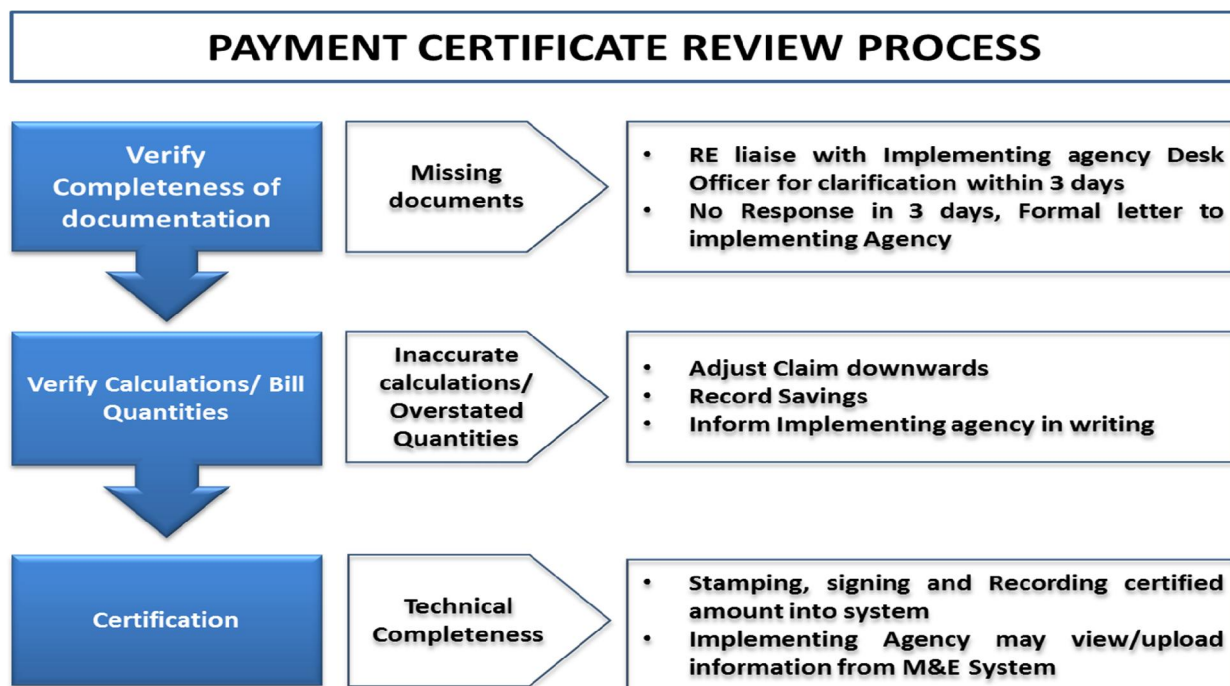 PAYMENT CERTIFICATE REVIEW PROCESS
Verify
Completeness of
documentation
Missing
documents
• RE liaise with Implementing agency Desk
Officer for clarification within 3 days
• No Response in 3 days, Formal letter to
implementing Agency
Verify Calculations/ Bill
Quantities
Inaccurate
calculations/
Overstated
Quantities
• Adjust Claim downwards
• Record Savings
• Inform Implementing agency in writing
Certification
Technical
Completeness
• Stamping, signing and Recording certified
amount into system
• Implementing Agency may view/upload
information from M&E System